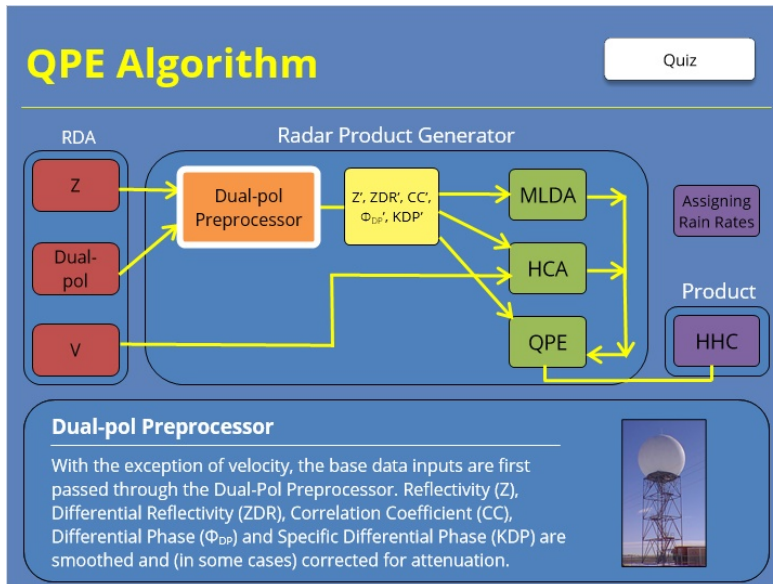 QPE Algorithm
Quiz
RDA
Radar Product Generator
Z
Dual-pol
Preprocessor
Z’, ZDR’, CC’,
ΦDP’, KDP’
MLDA
Assigning
Rain Rates
Dual-
pol
HCA
Product
V
QPE
HHC
Dual-pol Preprocessor
With the exception of velocity, the base data inputs are first
passed through the Dual-Pol Preprocessor. Reflectivity (Z),
Differential Reflectivity (ZDR), Correlation Coefficient (CC),
Differential Phase (ΦDP) and Specific Differential Phase (KDP) are
smoothed and (in some cases) corrected for attenuation.